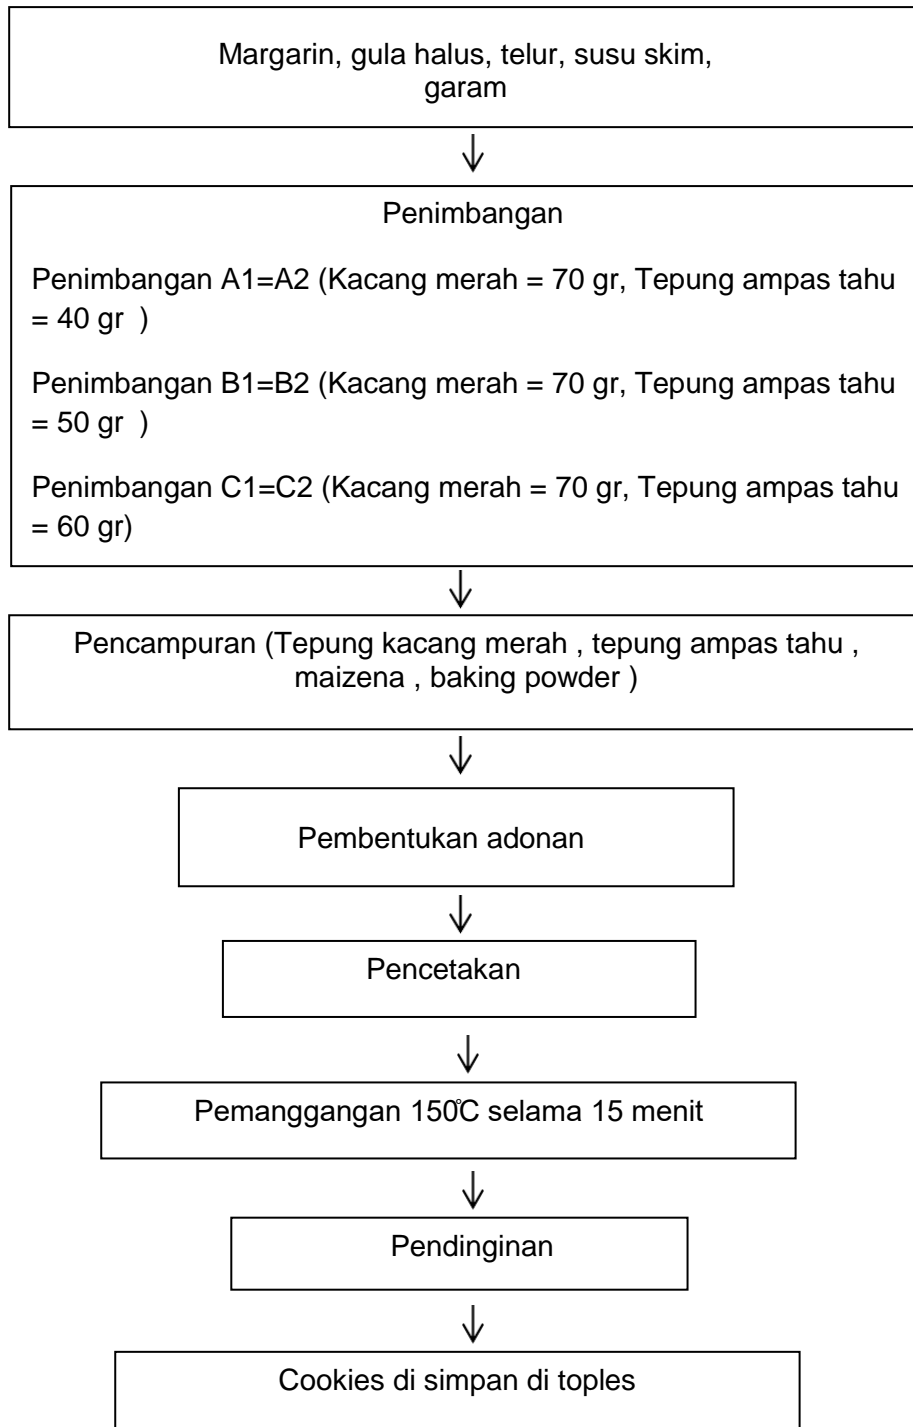 Margarin, gula halus, telur, susu skim,
garam
Penimbangan
Penimbangan A1=A2 (Kacang merah = 70 gr, Tepung ampas tahu
= 40 gr )
Penimbangan B1=B2 (Kacang merah = 70 gr, Tepung ampas tahu
= 50 gr )
Penimbangan C1=C2 (Kacang merah = 70 gr, Tepung ampas tahu
= 60 gr)
Pencampuran (Tepung kacang merah , tepung ampas tahu ,
maizena , baking powder )
Pembentukan adonan
Pencetakan
Pemanggangan 150℃ selama 15 menit
Pendinginan
Cookies di simpan di toples